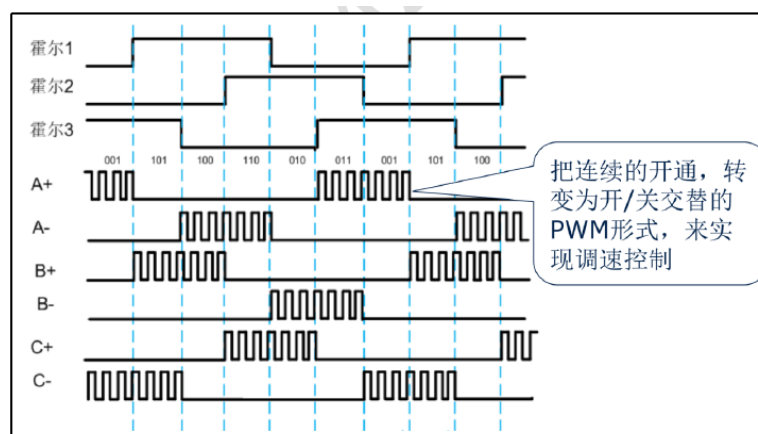 霍尔1
霍尔2
霍尔3
001 101 100 110 010 011 001 101 100
A+
A-
B+
B-
C+
C-
把连续的开通，转
变为开/关交替的
PWM形式，来实
现调速控制